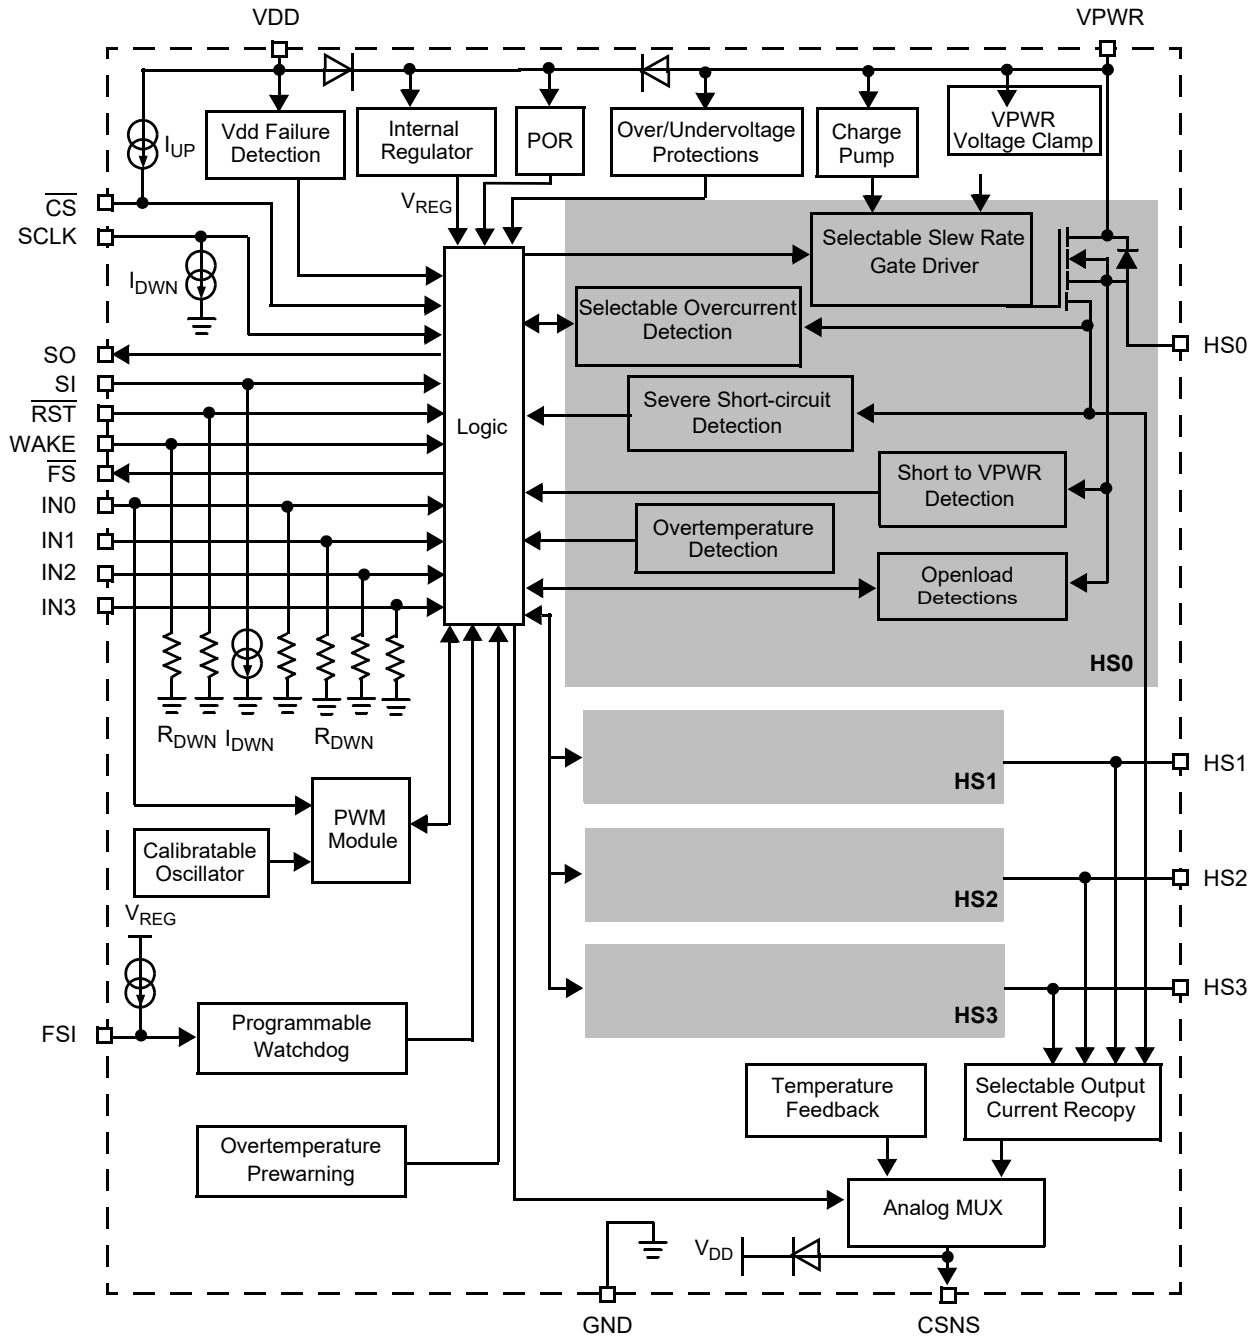 VDD
VPWR
Vdd Failure
Detection
Internal
Regulator
POR
Over/Undervoltage
Protections
Charge
Pump
VPWR
Voltage Clamp
IUP
VREG
CS
SCLK
IDWN
SO
SI
RST
WAKE
FS
IN0
IN1
IN2
IN3
Logic
Selectable Slew Rate
Gate Driver
Selectable Overcurrent
Detection
Severe Short-circuit
Detection
Short to VPWR
Detection
Overtemperature
Detection
Openload
Detections
HS0
HS0
RDWN
IDWN
RDWN
HS1
HS1
PWM
Module
Calibratable
Oscillator
HS2
HS2
VREG
HS3
HS3
FSI
Programmable
Watchdog
Temperature
Feedback
Selectable Output
Current Recopy
Overtemperature
Prewarning
Analog MUX
VDD
GND
CSNS